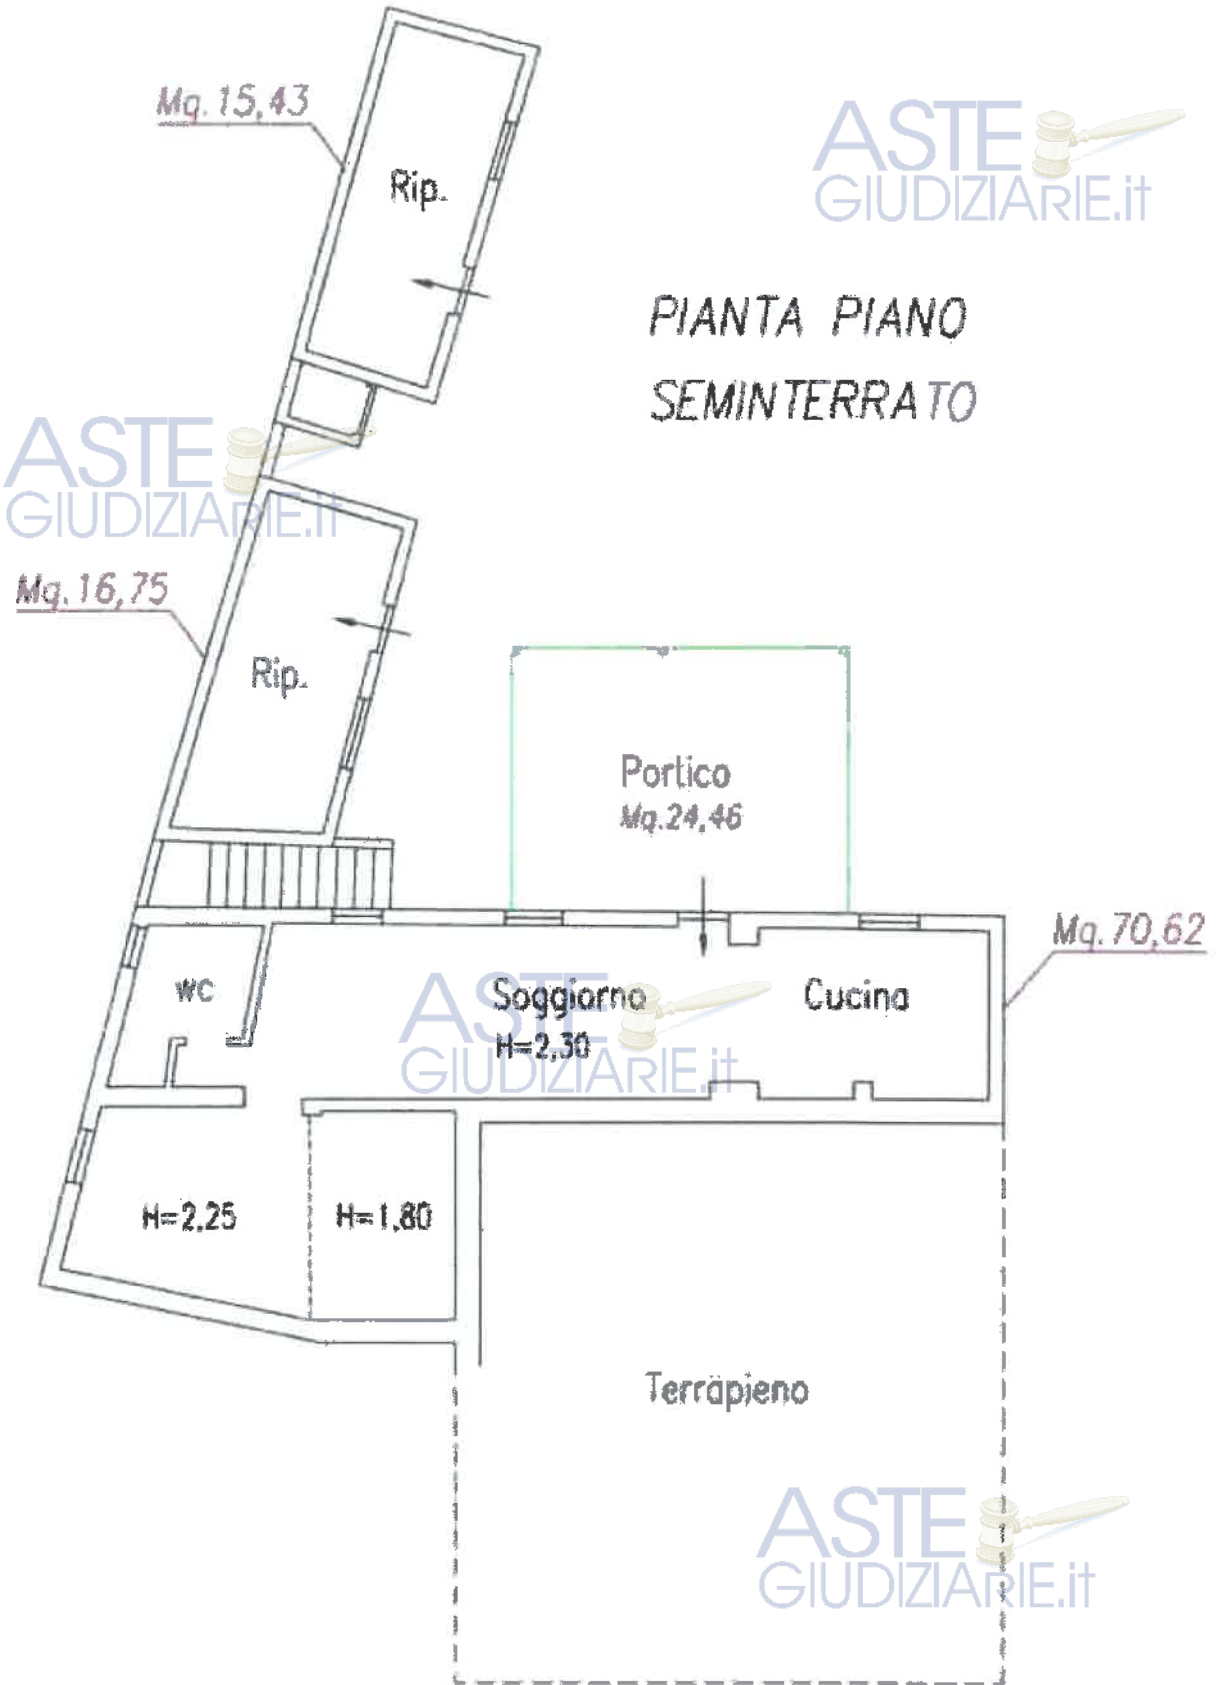 Mq. 15,43
ASTE
GIUDIZIARIE.it
Rip.
PIANTA PIANO
SEMINTERRATO
ASTE
GIUDIZIARIE.it
Mq. 16,75
Rip.
Portico
Mq.24,46
Mq. 70,62
WC
Soggiorno
H=2,30
Cucina
ASTE
GIUDIZIARIE.it
H=2,25
H=1,80
Terrapieno
ASTE
GIUDIZIARIE.it